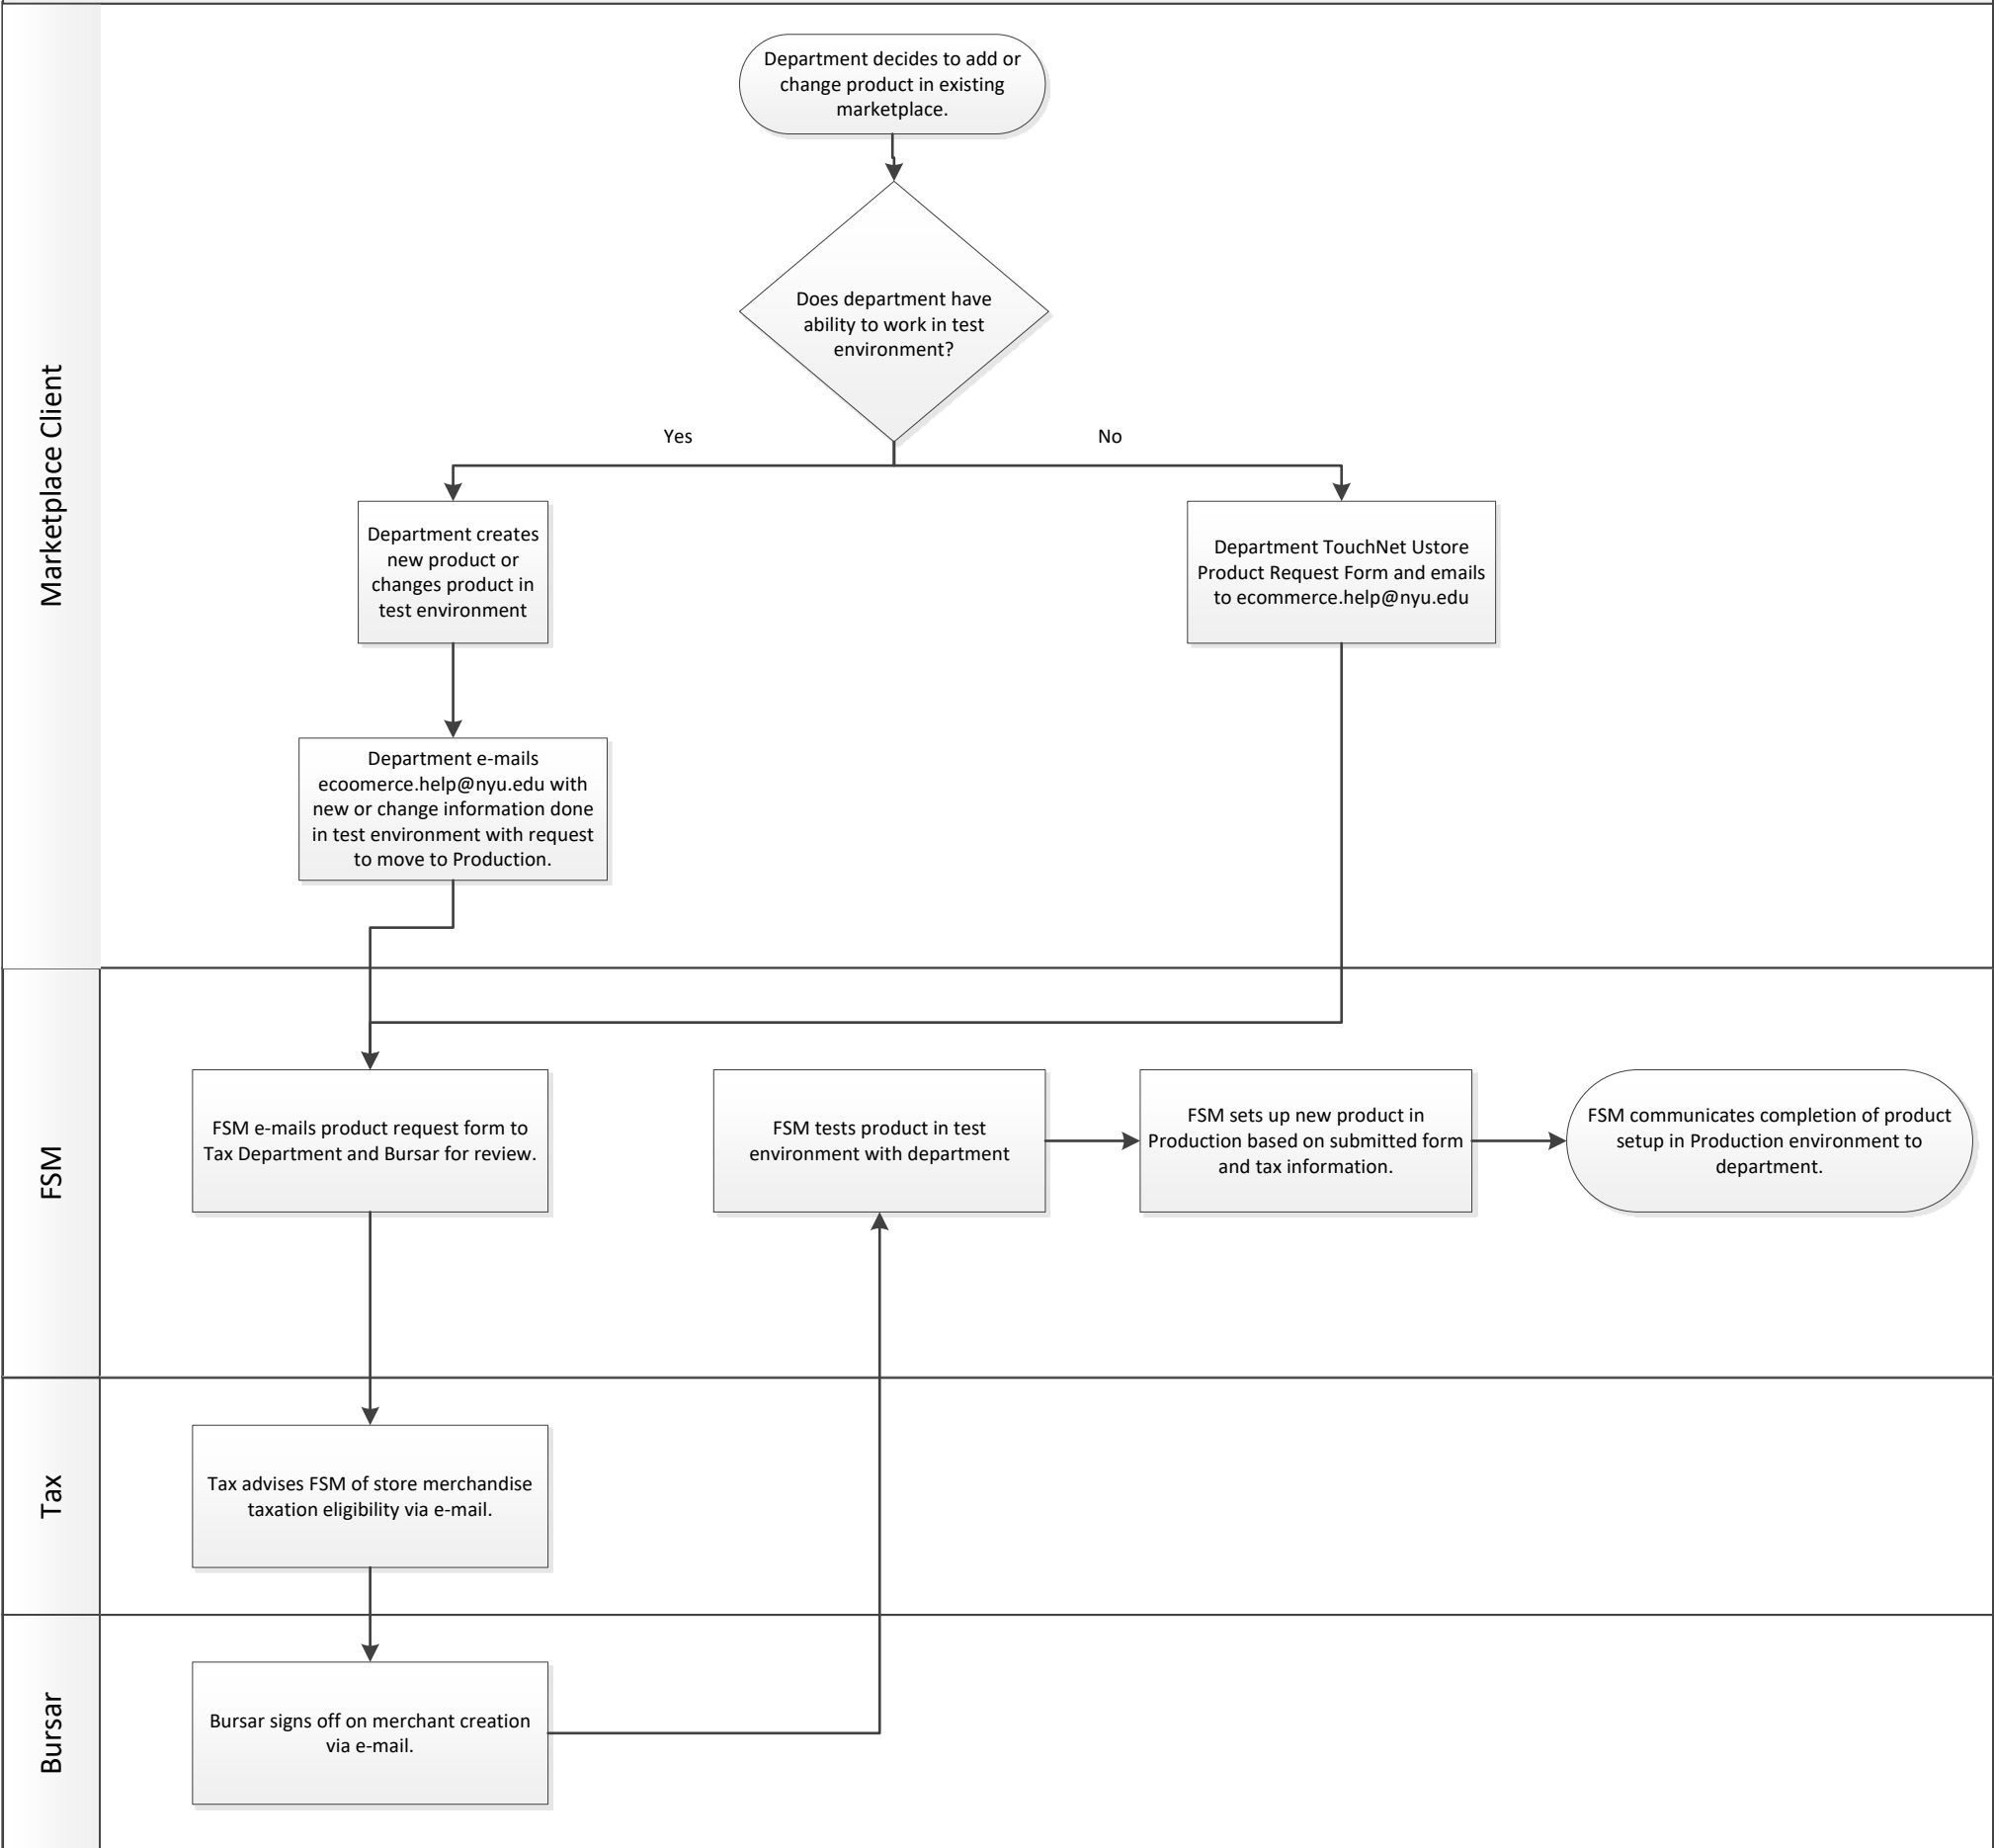 Marketplace Client
Department decides to add or
change product in existing
marketplace.
Does department have
ability to work in test
environment?
Yes
No
Department creates
new product or
changes product in
test environment
Department TouchNet Ustore
Product Request Form and emails
to ecommerce.help@nyu.edu
Department e-mails
ecoomerce.help@nyu.edu with
new or change information done
in test environment with request
to move to Production.
FSM
FSM e-mails product request form to
Tax Department and Bursar for review.
FSM tests product in test
environment with department
FSM sets up new product in
Production based on submitted form
and tax information.
FSM communicates completion of product
setup in Production environment to
department.
Tax
Tax advises FSM of store merchandise
taxation eligibility via e-mail.
Bursar
Bursar signs off on merchant creation
via e-mail.